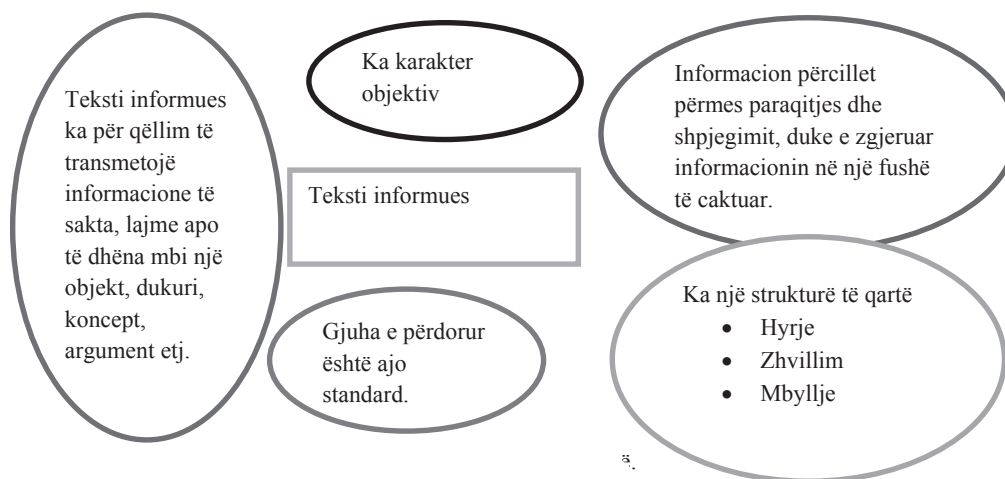 Teksti informues
ka për qëllim të
transmetojë
informacione të
sakta, lajme apo
të dhëna mbi një
objekt, dukuri,
koncept,
argument etj.
Ka karakter
objektiv
Teksti informues
Gjuha e përdorur
është ajo
standard.
Informacion përcillet
përmes paraqitjes dhe
shpjegimit, duke e zgjeruar
informacionin në një fushë
të caktuar.
Ka një strukturë të qartë
• Hyrje
• Zhvillim
• Mbyllje